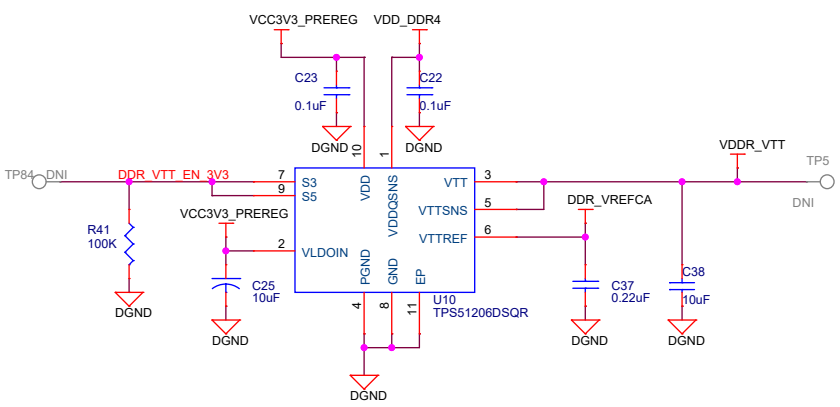 VCC3V3_PREREG
VDD_DDR4
C23
0.1uF
C22
0.1uF
DGND
DGND
VDDR_VTT
TP84
DNI
DDR_VTT_EN_3V3
TP5
DNI
7
9
10
1
3
5
6
S3
S5
VDD
VDDQSNS
VTT
VTTSNS
VTTREF
DDR_VREFCA
R41
100K
VCC3V3_PREREG
2
VLDOIN
PGND
GND
EP
C25
10uF
4
8
11
U10
TPS51206DSQR
C37
0.22uF
C38
10uF
DGND
DGND
DGND
DGND
DGND
DGND